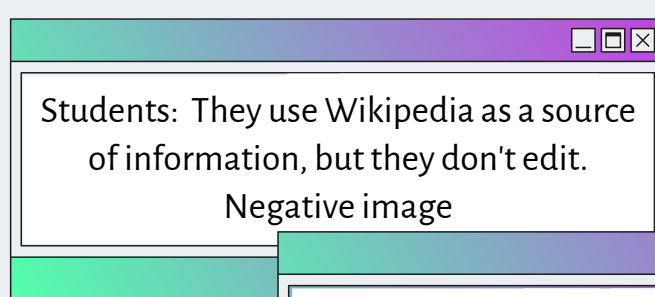 Students:  They use Wikipedia as a source
of information, but they don't edit.
Negative image